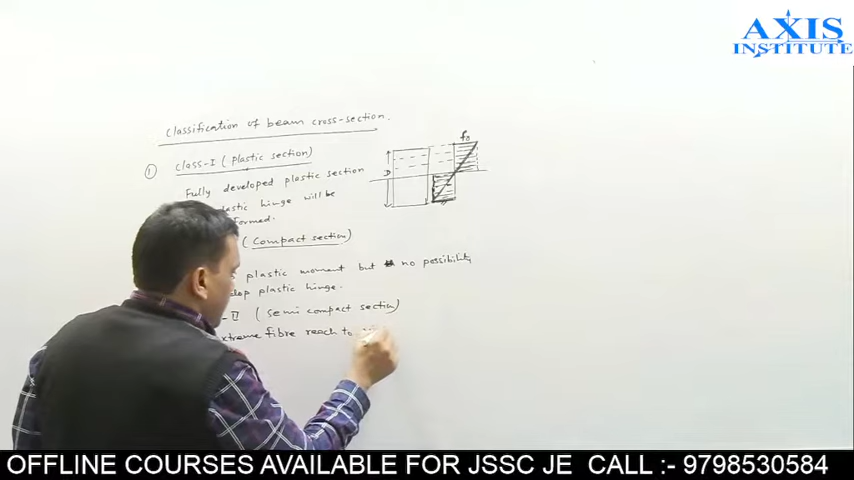 AXIS
INSTITUTE
Classification of beam cross-section.
① Class-I (Plastic section)
Fully developed plastic section
plastic hinge will be
formed.
(Compact section)
plastic moment but no possibility
develop plastic hinge.
(semi compact section)
extreme fibre reach to
D
OFFLINE COURSES AVAILABLE FOR JSSC JE CALL :- 9798530584